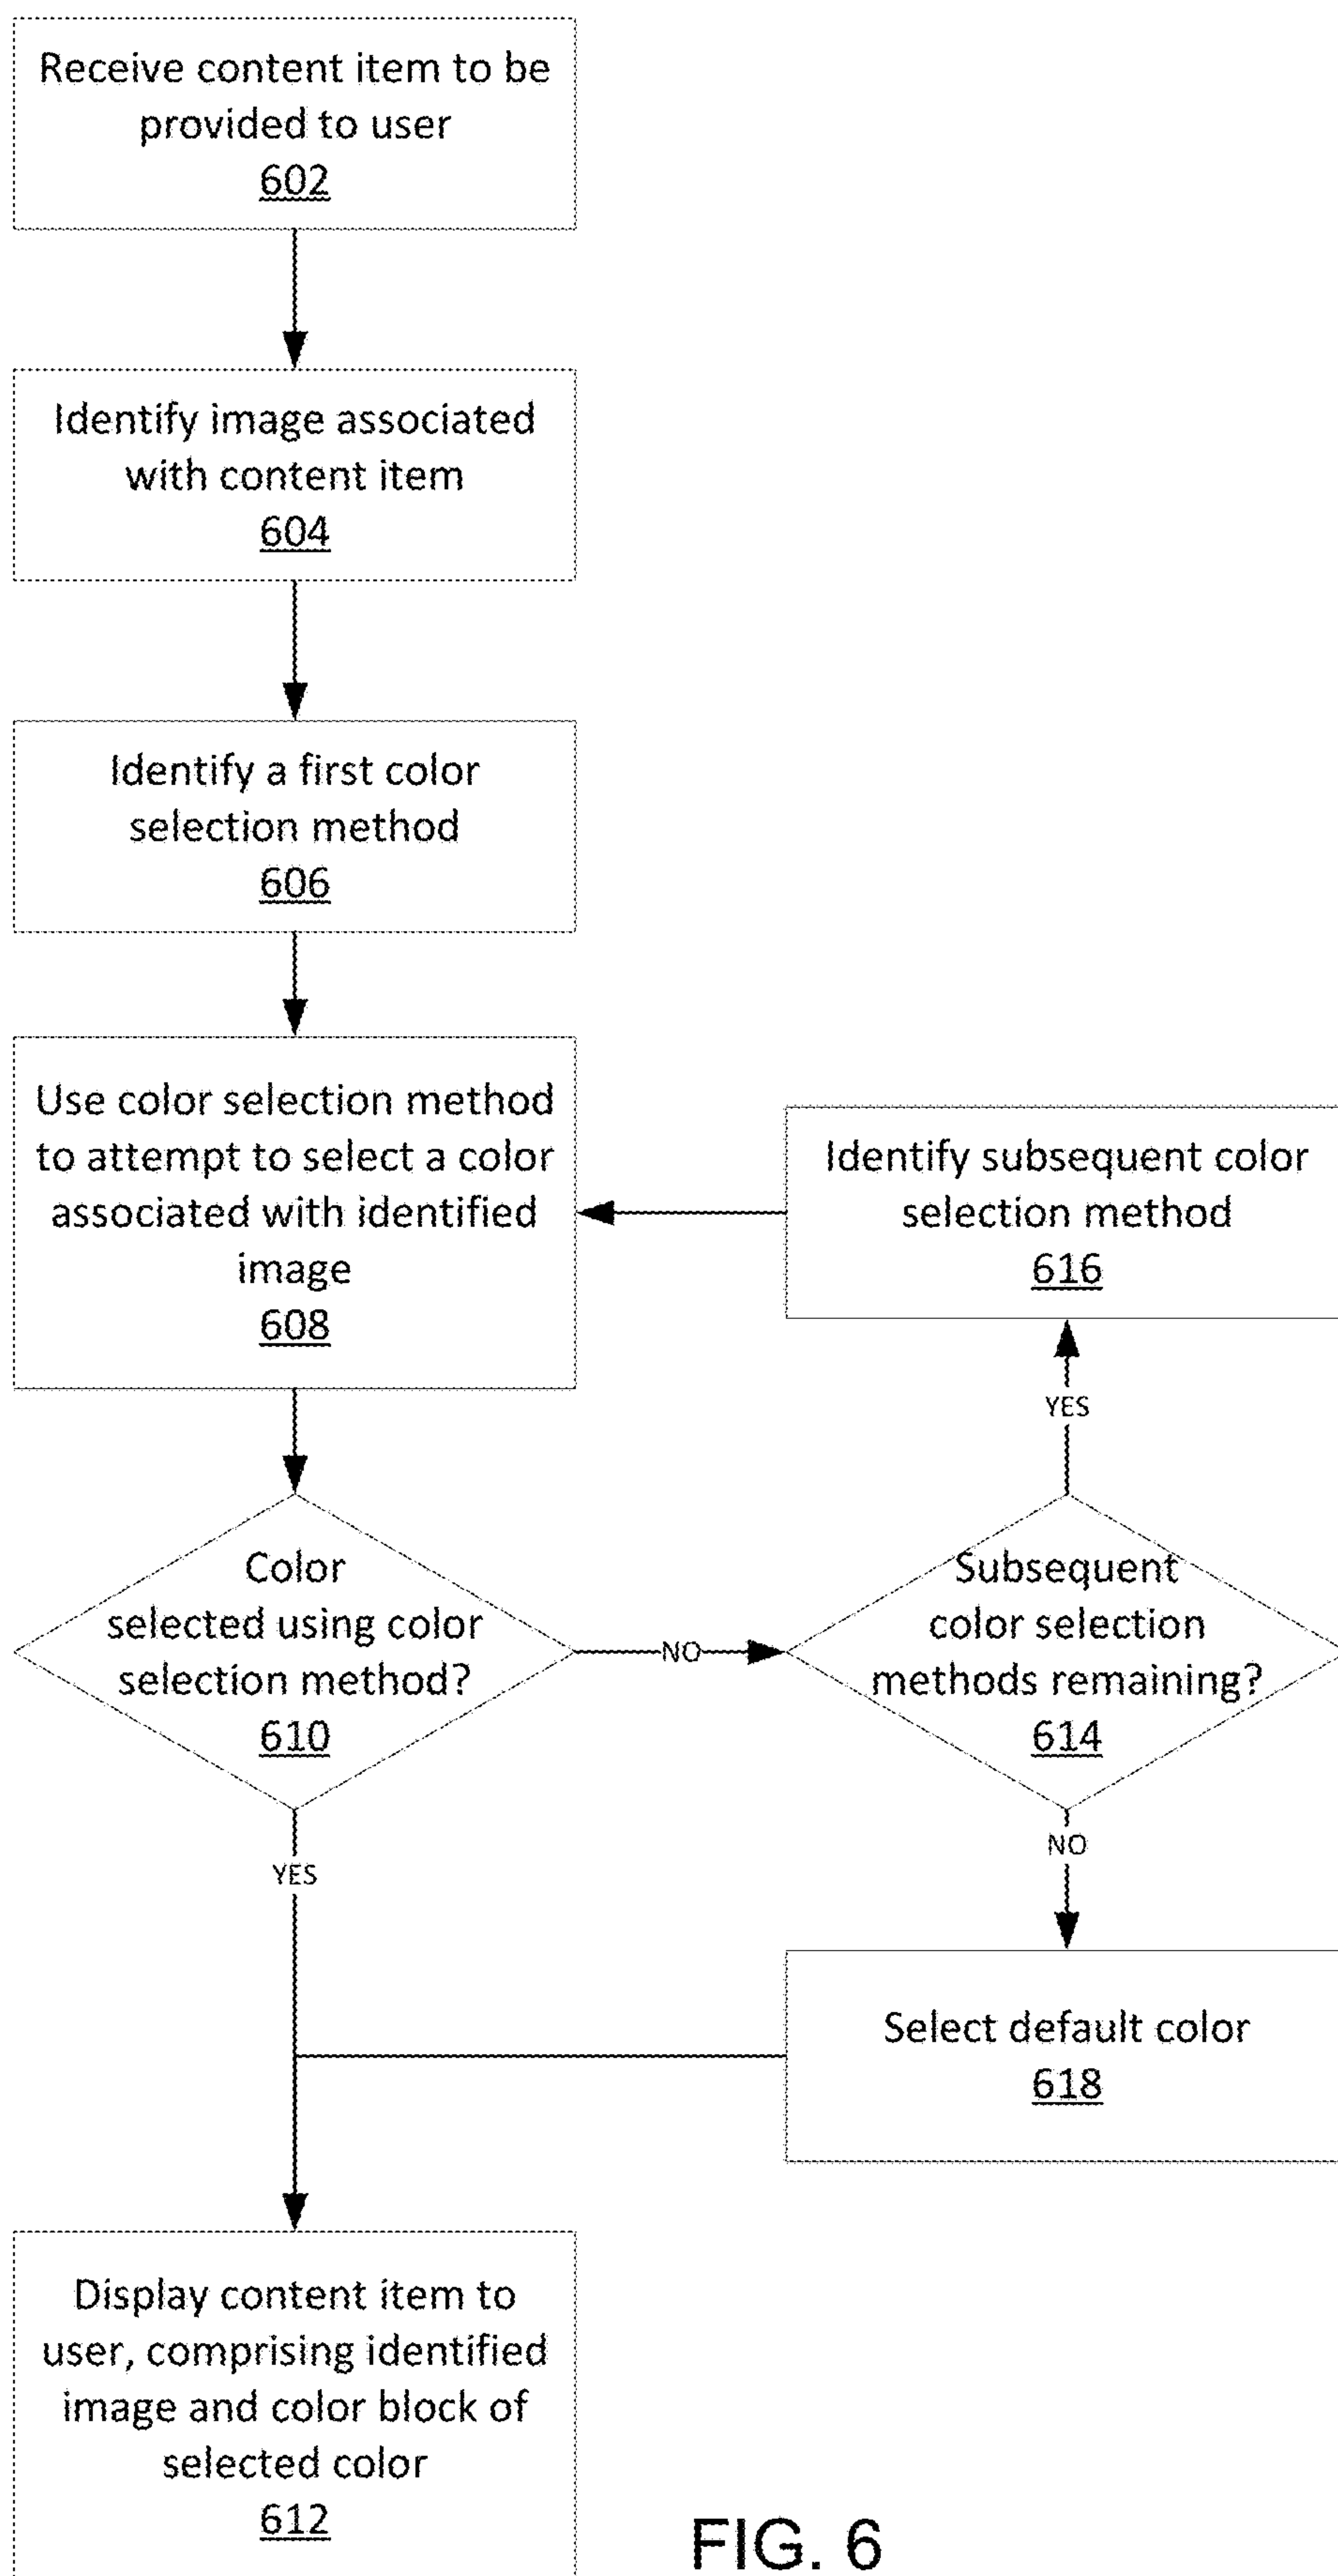 Receive content item to be
provided to user
602
Identify image associated
with content item
604
Identify a first color
selection method
606
Use color selection method
to attempt to select a color
associated with identified
image
608
Identify subsequent color
selection method
616
YES
Color
selected using color
selection method?
610
NO
Subsequent
color selection
methods remaining?
614
YES
NO
Select default color
618
Display content item to
user, comprising identified
image and color block of
selected color
612
FIG. 6